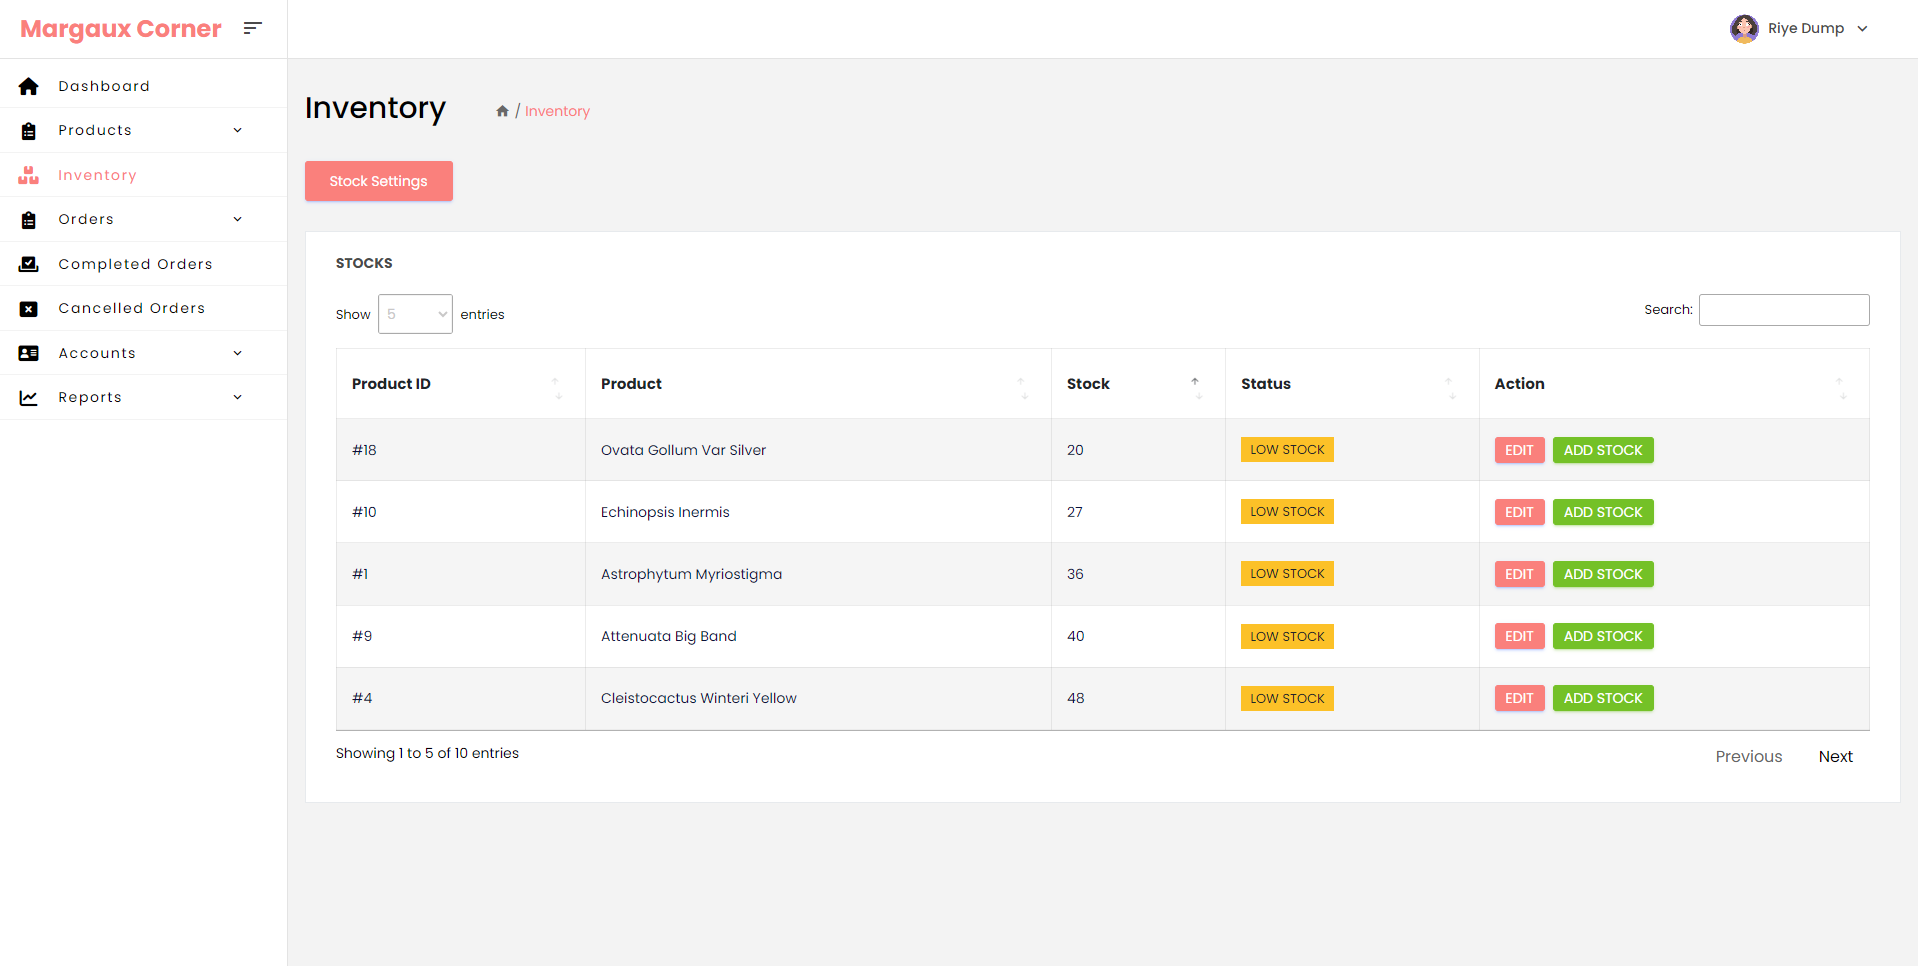 Margaux Corner
Riye Dump
Dashboard
Products
Inventory
Orders
Completed Orders
Cancelled Orders
Accounts
Reports
Inventory
/ Inventory
Stock Settings
STOCKS
Show 5 entries
Search:
Product ID Product Stock Status Action
#18 Ovata Gollum Var Silver 20 LOW STOCK EDIT ADD STOCK
#10 Echinopsis Inermis 27 LOW STOCK EDIT ADD STOCK
#1 Astrophytum Myriostigma 36 LOW STOCK EDIT ADD STOCK
#9 Attenuata Big Band 40 LOW STOCK EDIT ADD STOCK
#4 Cleistocactus Winteri Yellow 48 LOW STOCK EDIT ADD STOCK
Showing 1 to 5 of 10 entries
Previous Next